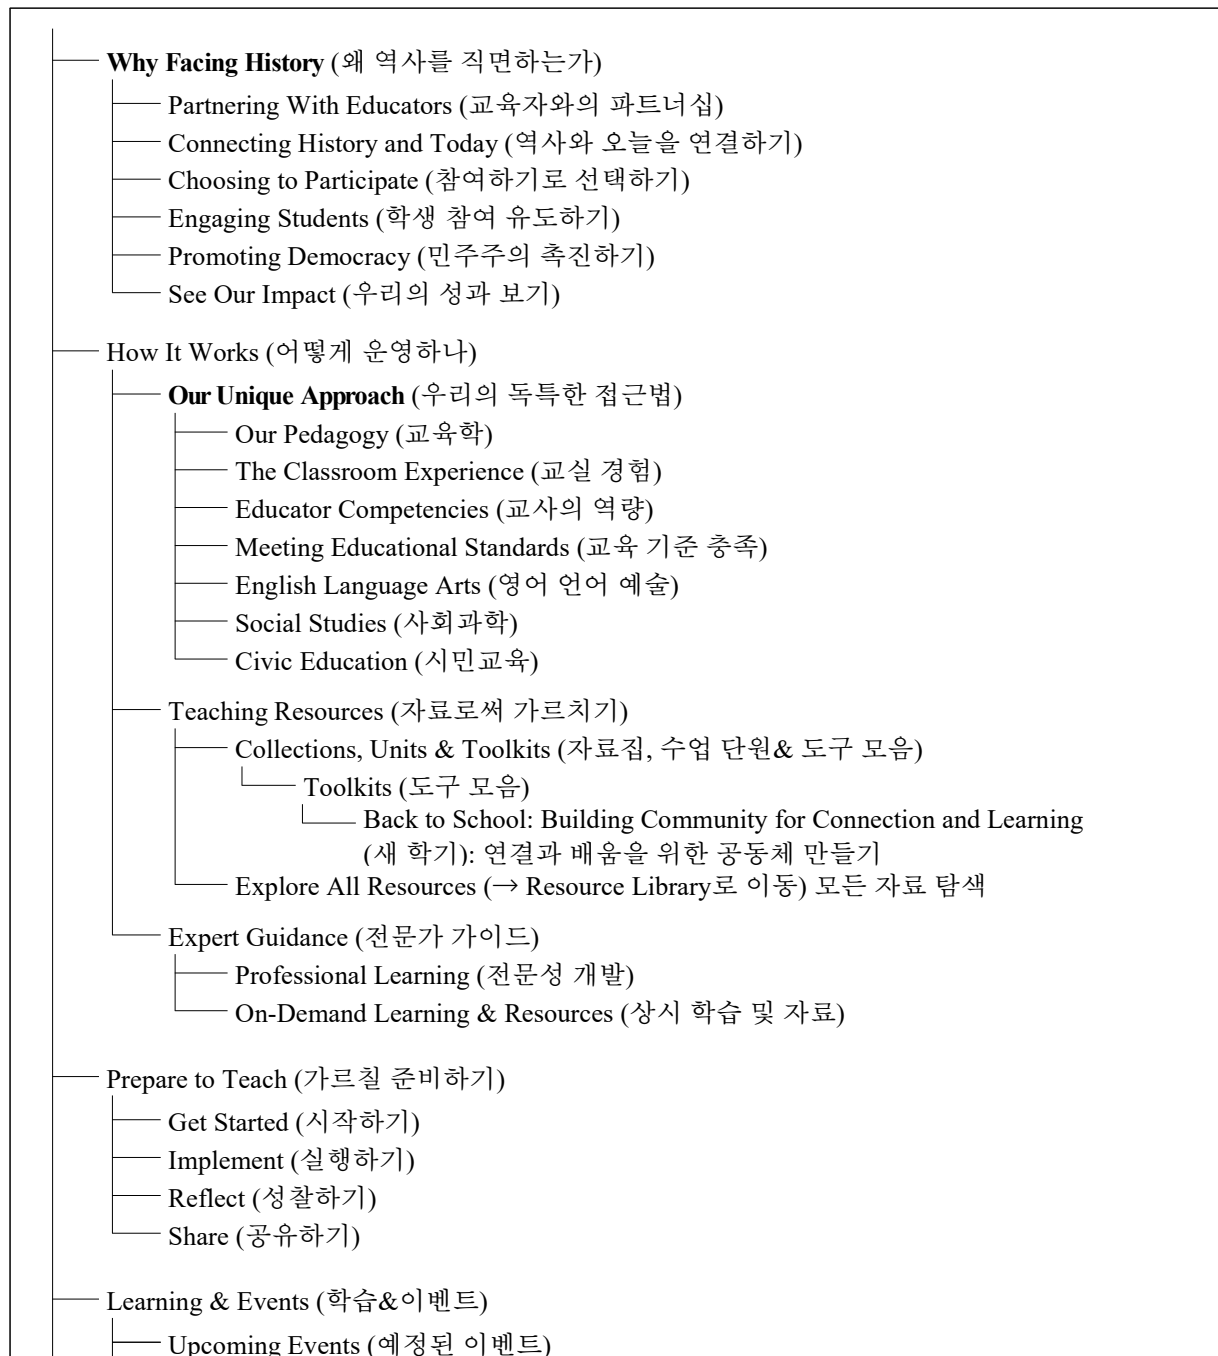 Why Facing History (왜 역사를 직면하는가)
Partnering With Educators (교육자와의 파트너십)
Connecting History and Today (역사와 오늘을 연결하기)
Choosing to Participate (참여하기로 선택하기)
Engaging Students (학생 참여 유도하기)
Promoting Democracy (민주주의 촉진하기)
See Our Impact (우리의 성과 보기)
How It Works (어떻게 운영하나)
Our Unique Approach (우리의 독특한 접근법)
Our Pedagogy (교육학)
The Classroom Experience (교실 경험)
Educator Competencies (교사의 역량)
Meeting Educational Standards (교육 기준 충족)
English Language Arts (영어 언어 예술)
Social Studies (사회과학)
Civic Education (시민교육)
Teaching Resources (자료로써 가르치기)
Collections, Units & Toolkits (자료집, 수업 단원& 도구 모음)
Toolkits (도구 모음)
Back to School: Building Community for Connection and Learning
(새 학기): 연결과 배움을 위한 공동체 만들기
Explore All Resources (→ Resource Library로 이동) 모든 자료 탐색
Expert Guidance (전문가 가이드)
Professional Learning (전문성 개발)
On-Demand Learning & Resources (상시 학습 및 자료)
Prepare to Teach (가르칠 준비하기)
Get Started (시작하기)
Implement (실행하기)
Reflect (성찰하기)
Share (공유하기)
Learning & Events (학습&이벤트)
Upcoming Events (예정된 이벤트)